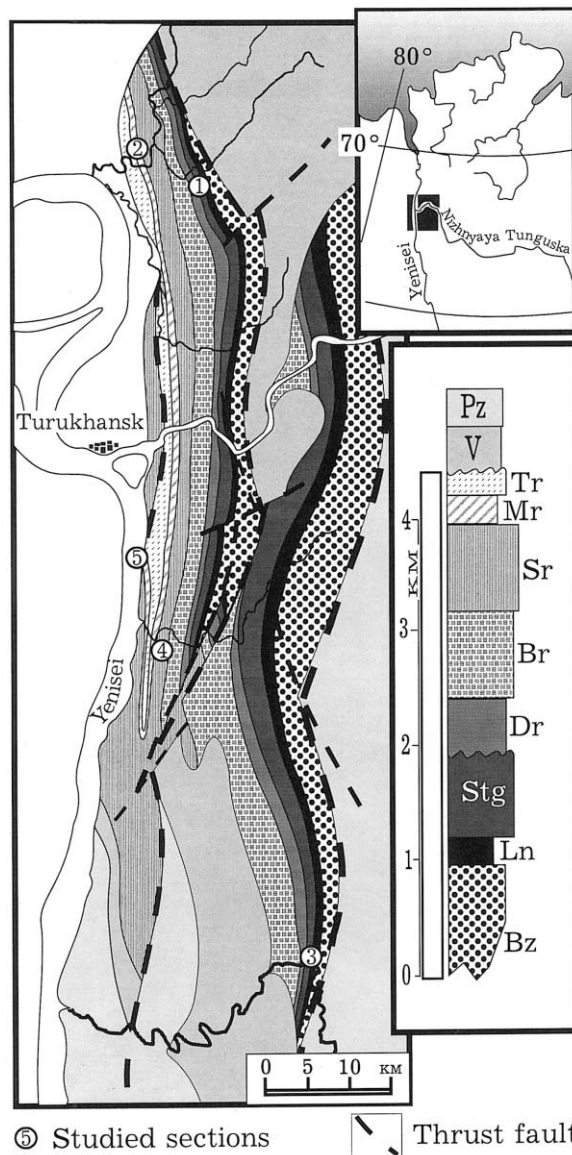 80°
70°
Nizhnyaya Tunguska
Yenisei
②
①
Turukhansk
⑤
④
Yenisei
③
Pz
V
Tr
Mr
Sr
Br
Dr
Stg
Ln
Bz
KM
4
3
2
1
0
0 5 10 KM
⑤ Studied sections
Thrust fault